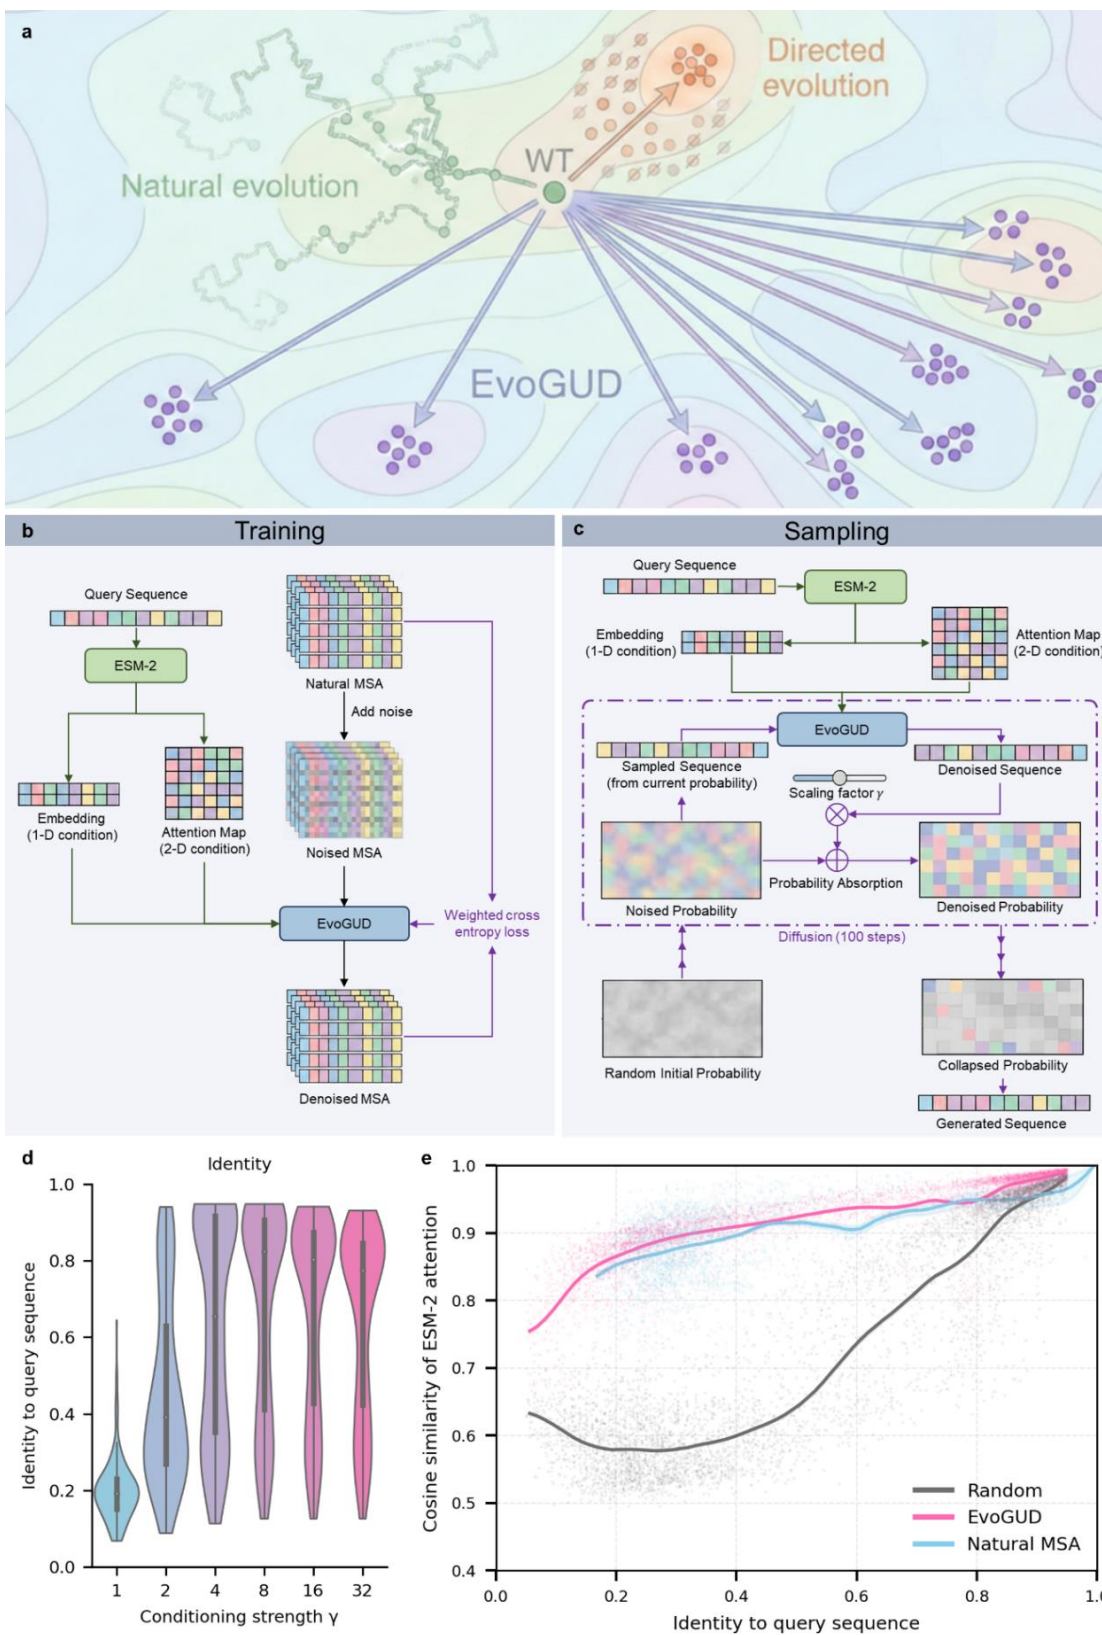 a
Directed
evolution
WT
Natural evolution
EvoGUD
b
Training
Query Sequence
ESM-2
Natural MSA
Add noise
Embedding
(1-D condition)
Attention Map
(2-D condition)
Noised MSA
EvoGUD
Weighted cross
entropy loss
Denoised MSA
c
Sampling
Query Sequence
ESM-2
Embedding
(1-D condition)
Attention Map
(2-D condition)
EvoGUD
Sampled Sequence
(from current probability)
Denoised Sequence
Scaling factor γ
Probability Absorption
Noised Probability
Denoised Probability
Diffusion (100 steps)
Random Initial Probability
Collapsed Probability
Generated Sequence
d
Identity
Identity to query sequence
1.0
0.8
0.6
0.4
0.2
0.0
1 2 4 8 16 32
Conditioning strength γ
e
Cosine similarity of ESM-2 attention
1.0
0.9
0.8
0.7
0.6
0.5
0.4
Random
EvoGUD
Natural MSA
0.0 0.2 0.4 0.6 0.8 1.0
Identity to query sequence